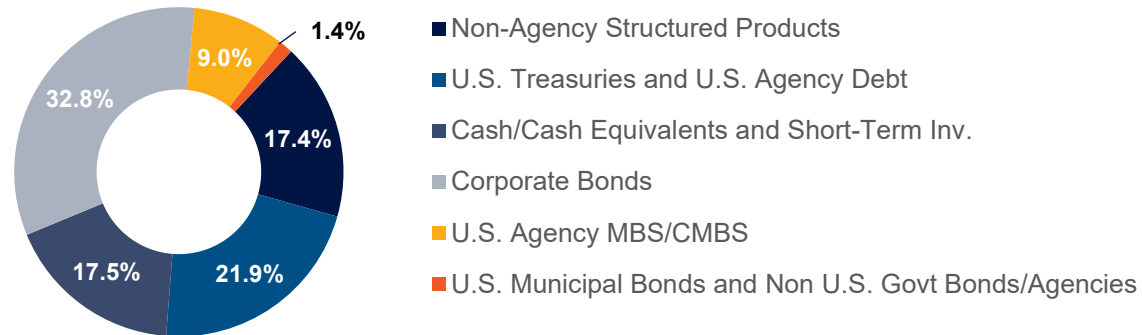 1.4%
9.0%
32.8%
17.4%
17.5%
21.9%
Non-Agency Structured Products
U.S. Treasuries and U.S. Agency Debt
Cash/Cash Equivalents and Short-Term Inv.
Corporate Bonds
U.S. Agency MBS/CMBS
U.S. Municipal Bonds and Non U.S. Govt Bonds/Agencies